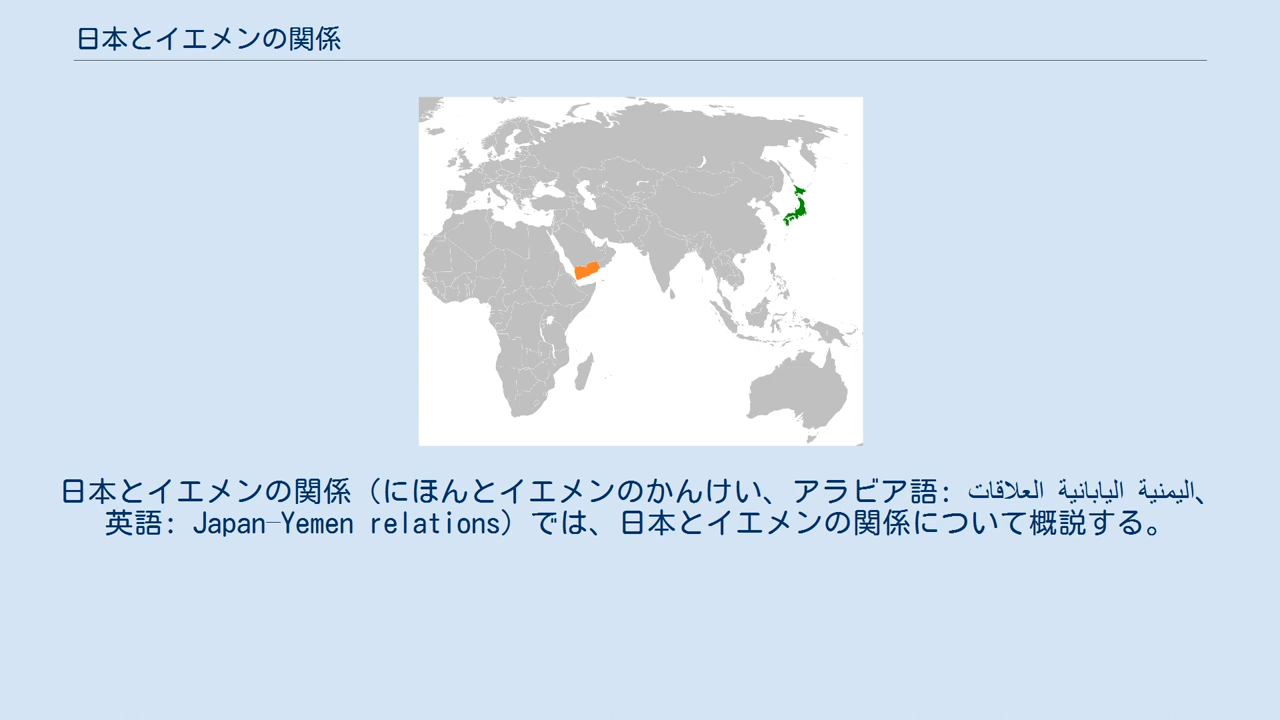 日本とイエメンの関係
日本とイエメンの関係（にほんとイエメンのかんけい、アラビア語: العلاقات اليابانية اليمنية、
英語: Japan–Yemen relations）では、日本とイエメンの関係について概説する。